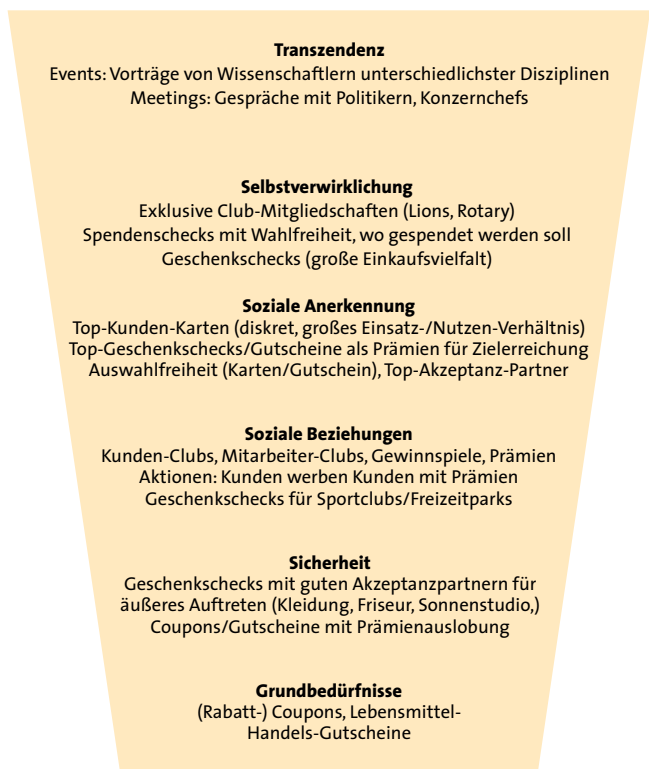 Transzendenz
Events: Vorträge von Wissenschaftlern unterschiedlichster Disziplinen
Meetings: Gespräche mit Politikern, Konzernchefs
Selbstverwirklichung
Exklusive Club-Mitgliedschaften (Lions, Rotary)
Spendenschecks mit Wahlfreiheit, wo gespendet werden soll
Geschenkschecks (große Einkaufsvielfalt)
Soziale Anerkennung
Top-Kunden-Karten (diskret, großes Einsatz-/Nutzen-Verhältnis)
Top-Geschenkschecks/Gutscheine als Prämien für Zielerreichung
Auswahlfreiheit (Karten/Gutschein), Top-Akzeptanz-Partner
Soziale Beziehungen
Kunden-Clubs, Mitarbeiter-Clubs, Gewinnspiele, Prämien
Aktionen: Kunden werben Kunden mit Prämien
Geschenkschecks für Sportclubs/Freizeitparks
Sicherheit
Geschenkschecks mit guten Akzeptanzpartnern für
äußeres Auftreten (Kleidung, Friseur, Sonnenstudio,)
Coupons/Gutscheine mit Prämienauslobung
Grundbedürfnisse
(Rabatt-) Coupons, Lebensmittel-
Handels-Gutscheine